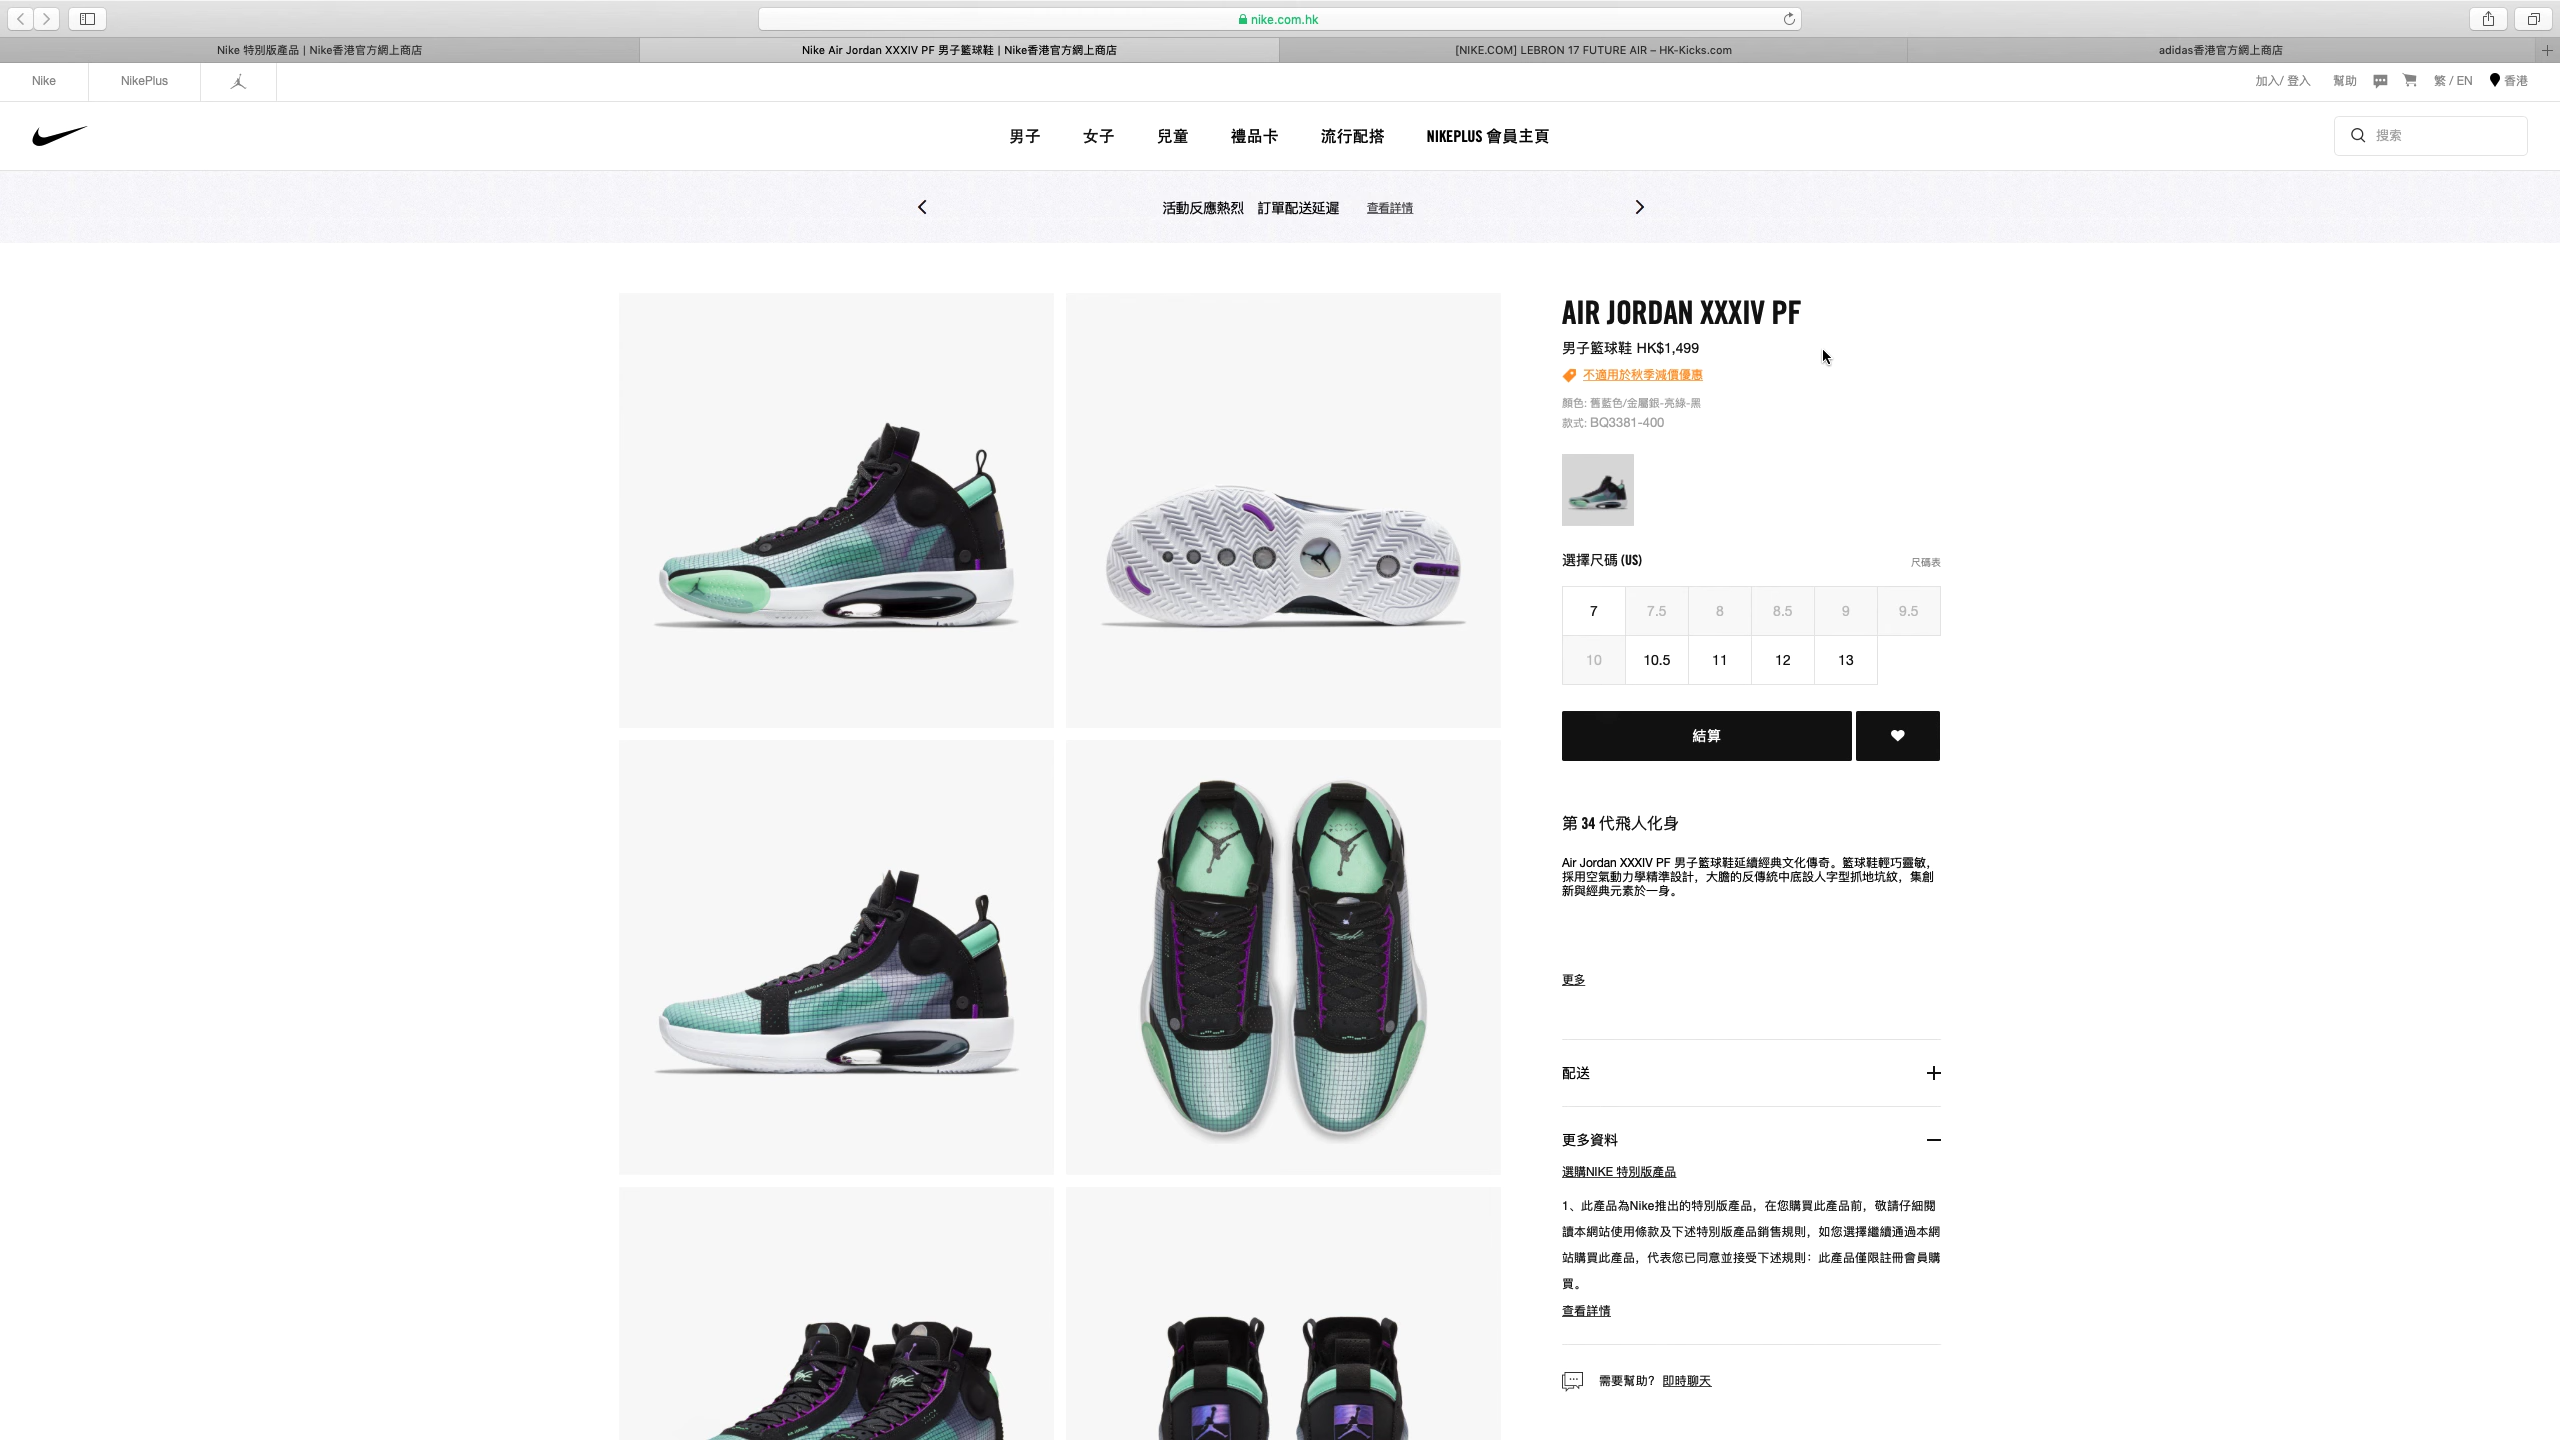 nike.com.hk
Nike 特別版產品 | Nike香港官方網上商店
Nike Air Jordan XXXIV PF 男子籃球鞋 | Nike香港官方網上商店
[NIKE.COM] LEBRON 17 FUTURE AIR – HK-Kicks.com
adidas香港官方網上商店
Nike
NikePlus
加入/ 登入
幫助
繁 / EN
香港
男子
女子
兒童
禮品卡
流行配搭
NIKEPLUS 會員主頁
搜索
活動反應熱烈 訂單配送延遲 查看詳情
AIR JORDAN XXXIV PF
男子籃球鞋 HK$1,499
不適用於秋季減價優惠
顏色: 舊藍色/金屬銀-亮綠-黑
款式: BQ3381-400
選擇尺碼 (US)
尺碼表
7 7.5 8 8.5 9 9.5
10 10.5 11 12 13
結算
第 34 代飛人化身
Air Jordan XXXIV PF 男子籃球鞋延續經典文化傳奇。籃球鞋輕巧靈敏，
採用空氣動力學精準設計，大膽的反傳統中底設人字型抓地坑紋，集創
新與經典元素於一身。
更多
配送
更多資料
選購NIKE 特別版產品
1、此產品為Nike推出的特別版產品，在您購買此產品前，敬請仔細閱
讀本網站使用條款及下述特別版產品銷售規則，如您選擇繼續通過本網
站購買此產品，代表您已同意並接受下述規則：此產品僅限註冊會員購
買。
查看詳情
需要幫助？ 即時聊天